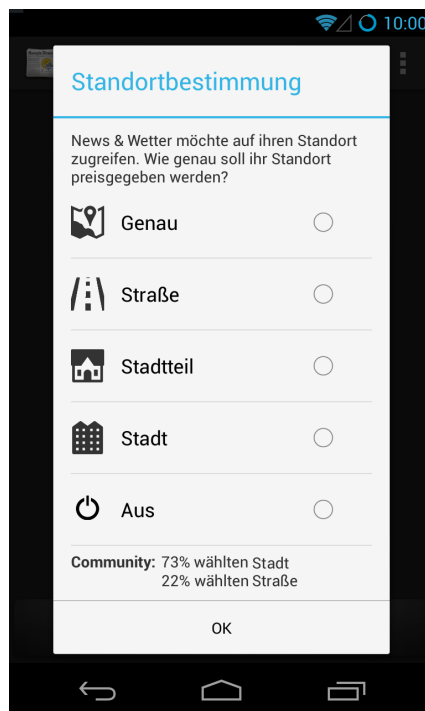 10:00
Standortbestimmung
News & Wetter möchte auf ihren Standort
zugreifen. Wie genau soll ihr Standort
preisgegeben werden?
Genau
Straße
Stadtteil
Stadt
Aus
Community: 73% wählten Stadt
22% wählten Straße
OK